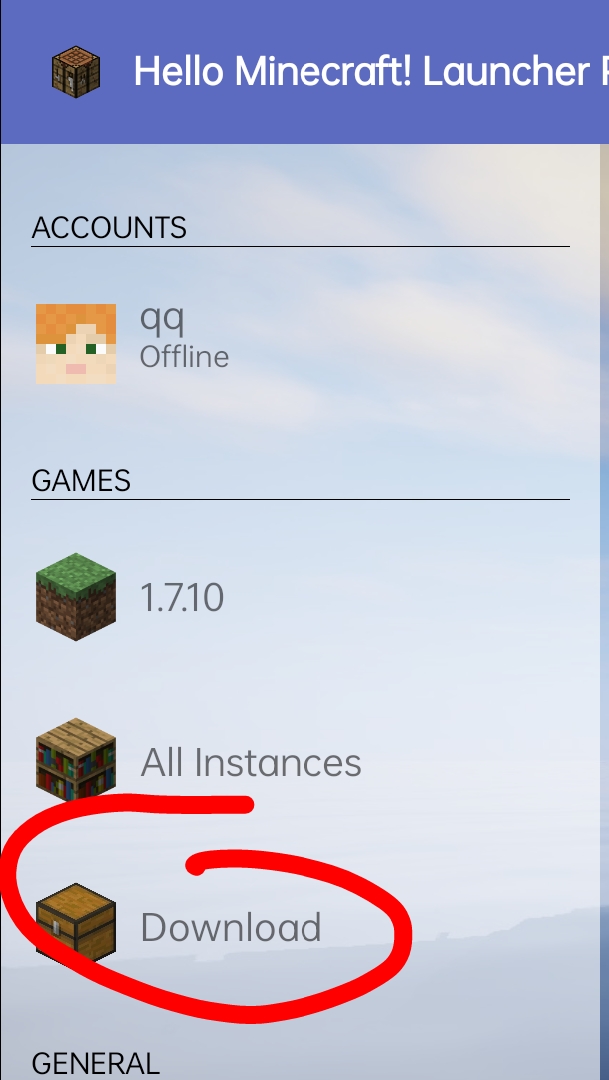 Hello Minecraft! Launcher
ACCOUNTS
qq
Offline
GAMES
1.7.10
All Instances
Download
GENERAL